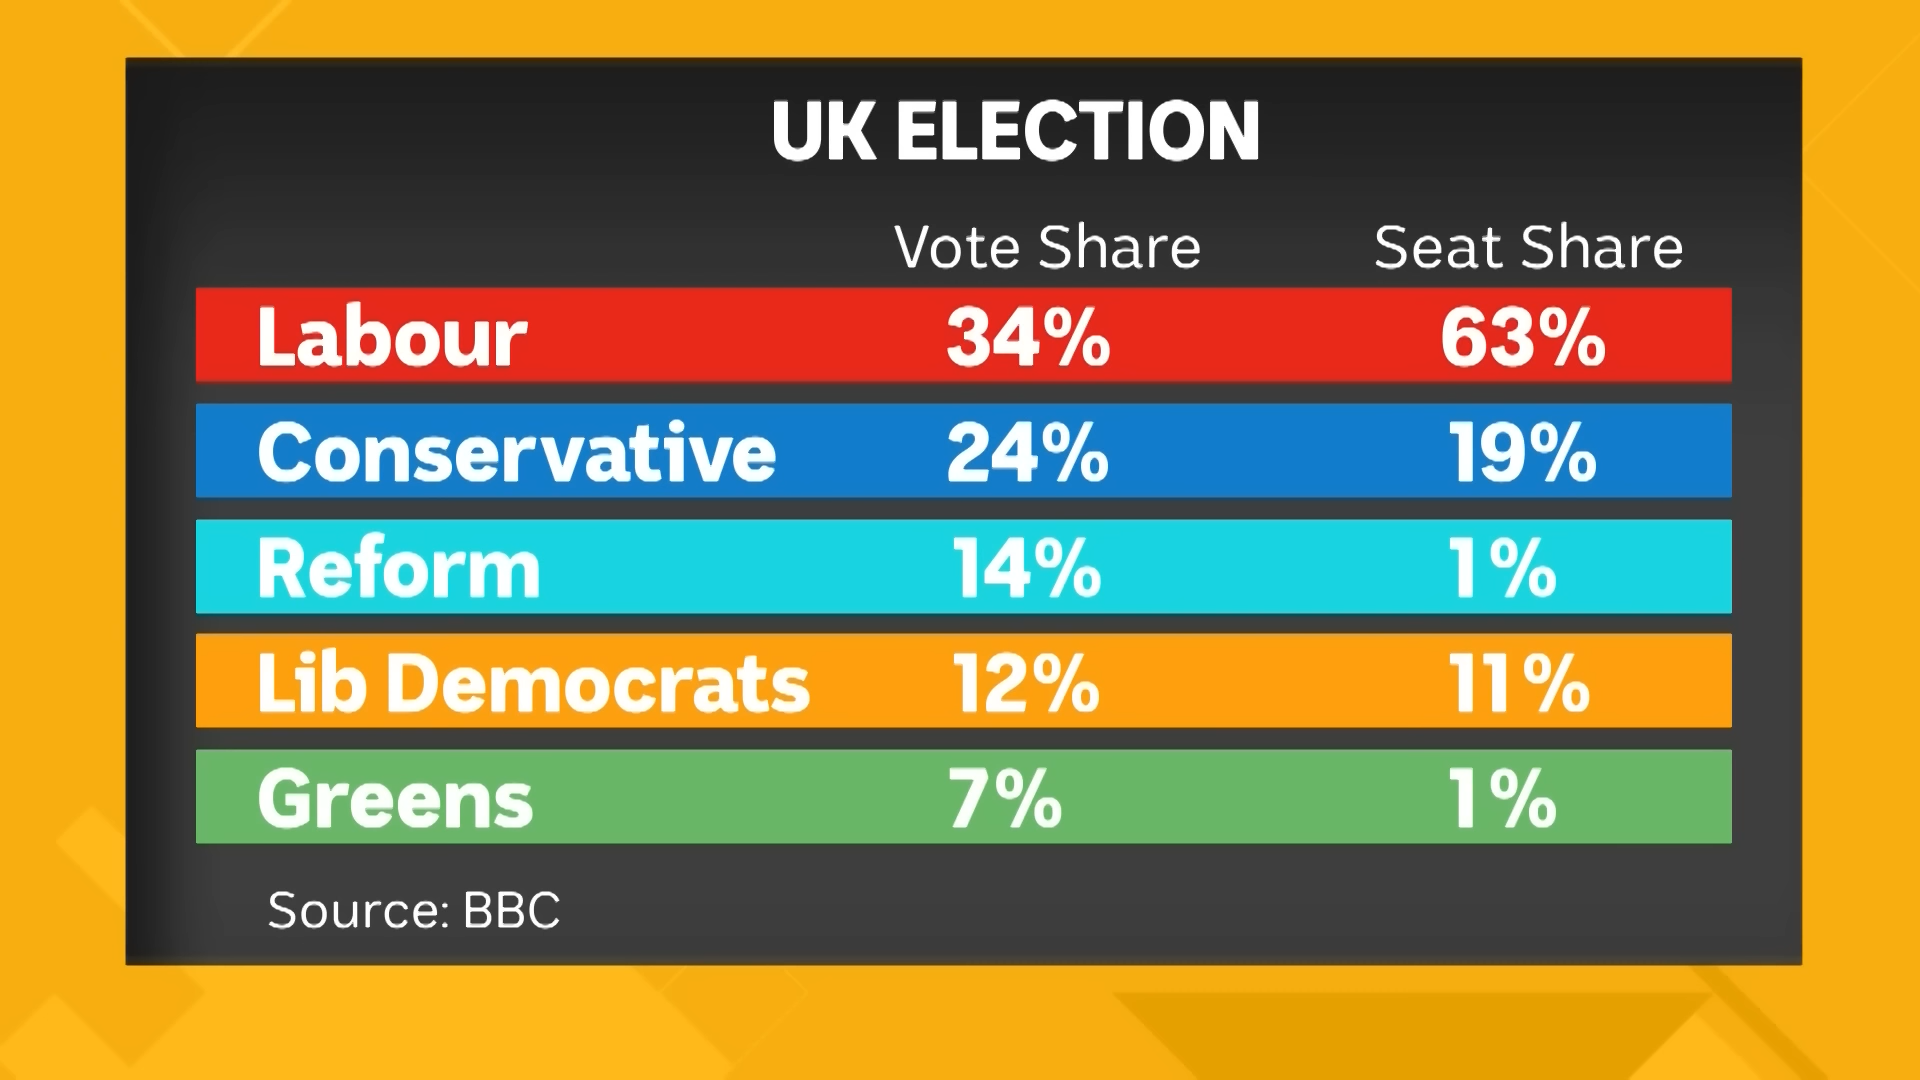 UK ELECTION
Vote Share Seat Share
Labour 34% 63%
Conservative 24% 19%
Reform 14% 1%
Lib Democrats 12% 11%
Greens 7% 1%
Source: BBC